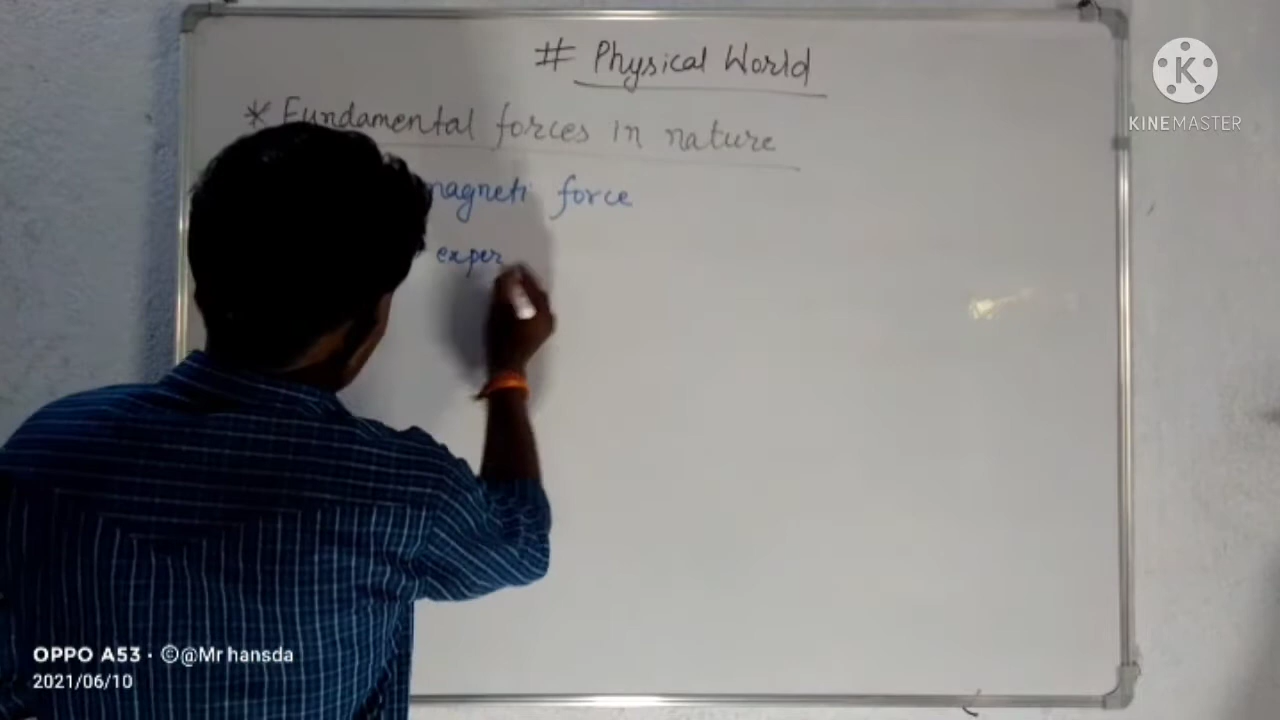 # Physical World
* Fundamental forces in nature
magneti force
exper
KINEMASTER
OPPO A53 · ©@Mr hansda
2021/06/10